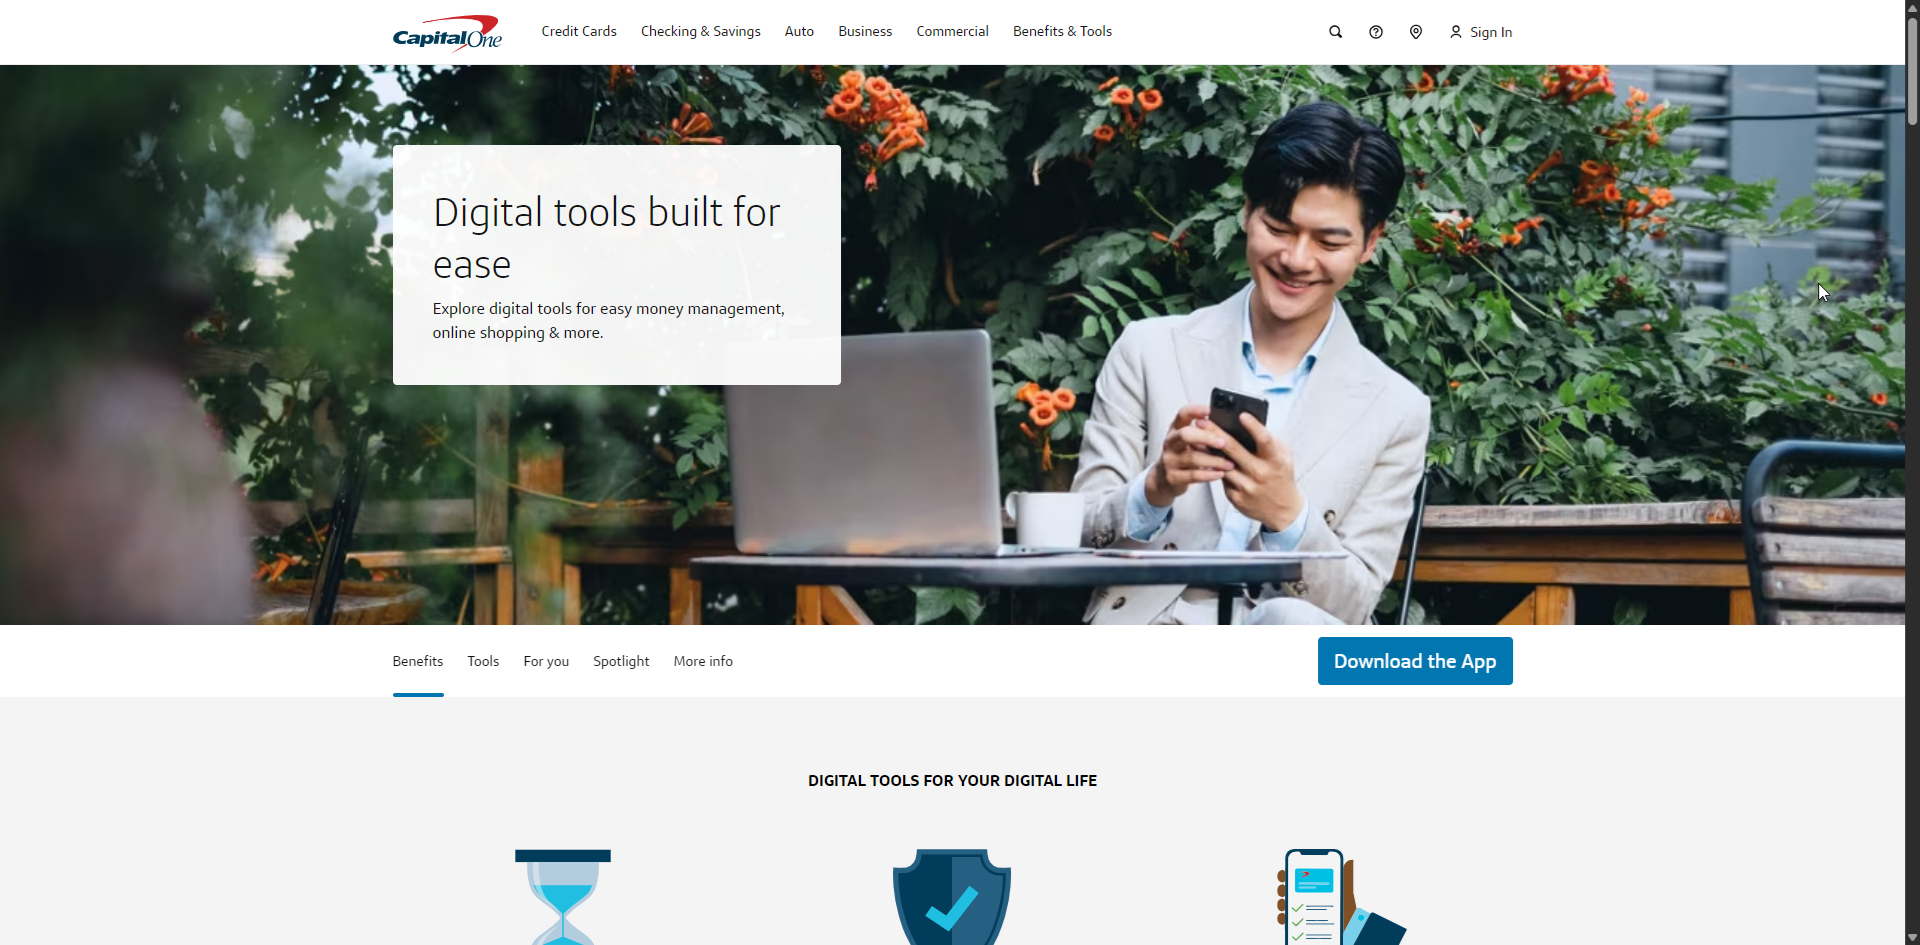 CapitalOne
Credit Cards
Checking & Savings
Auto
Business
Commercial
Benefits & Tools
Sign In
Digital tools built for
ease
Explore digital tools for easy money management,
online shopping & more.
Benefits
Tools
For you
Spotlight
More info
Download the App
DIGITAL TOOLS FOR YOUR DIGITAL LIFE